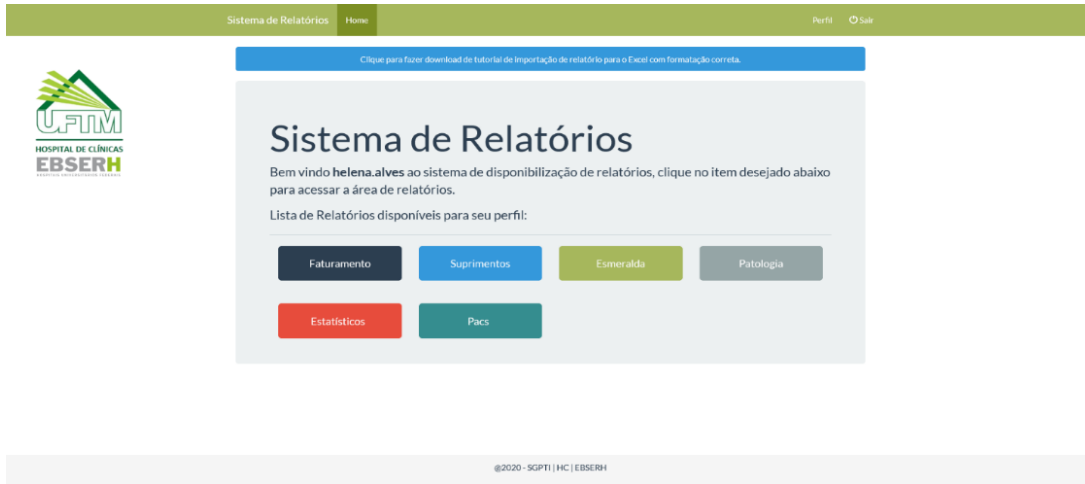 Sistema de Relatórios Home Perfil Sair
Clique para fazer download de tutorial de importação de relatório para o Excel com formatação correta.
UFTM
HOSPITAL DE CLÍNICAS
EBSERH
HOSPITAIS UNIVERSITÁRIOS FEDERAIS
Sistema de Relatórios
Bem vindo helena.alves ao sistema de disponibilização de relatórios, clique no item desejado abaixo
para acessar a área de relatórios.
Lista de Relatórios disponíveis para seu perfil:
Faturamento Suprimentos Esmeralda Patologia
Estatísticos Pacs
@2020 - SGPTI | HC | EBSERH